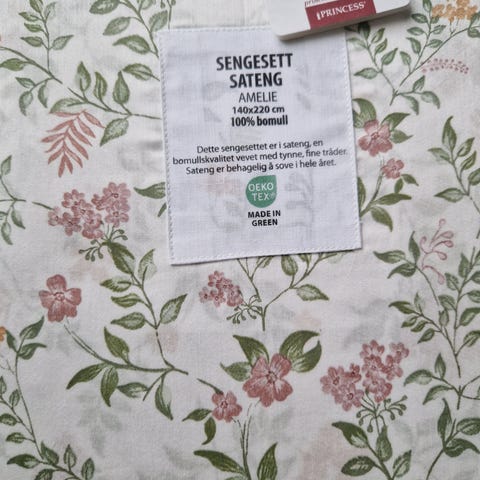 PRINCESS®
SENGESETT
SATENG
AMELIE
140x220 cm
100% bomull
Dette sengesettet er i sateng, en
bomullskvalitet vevet med tynne, fine tråder.
Sateng er behagelig å sove i hele året.
OEKO
TEX®
MADE IN
GREEN